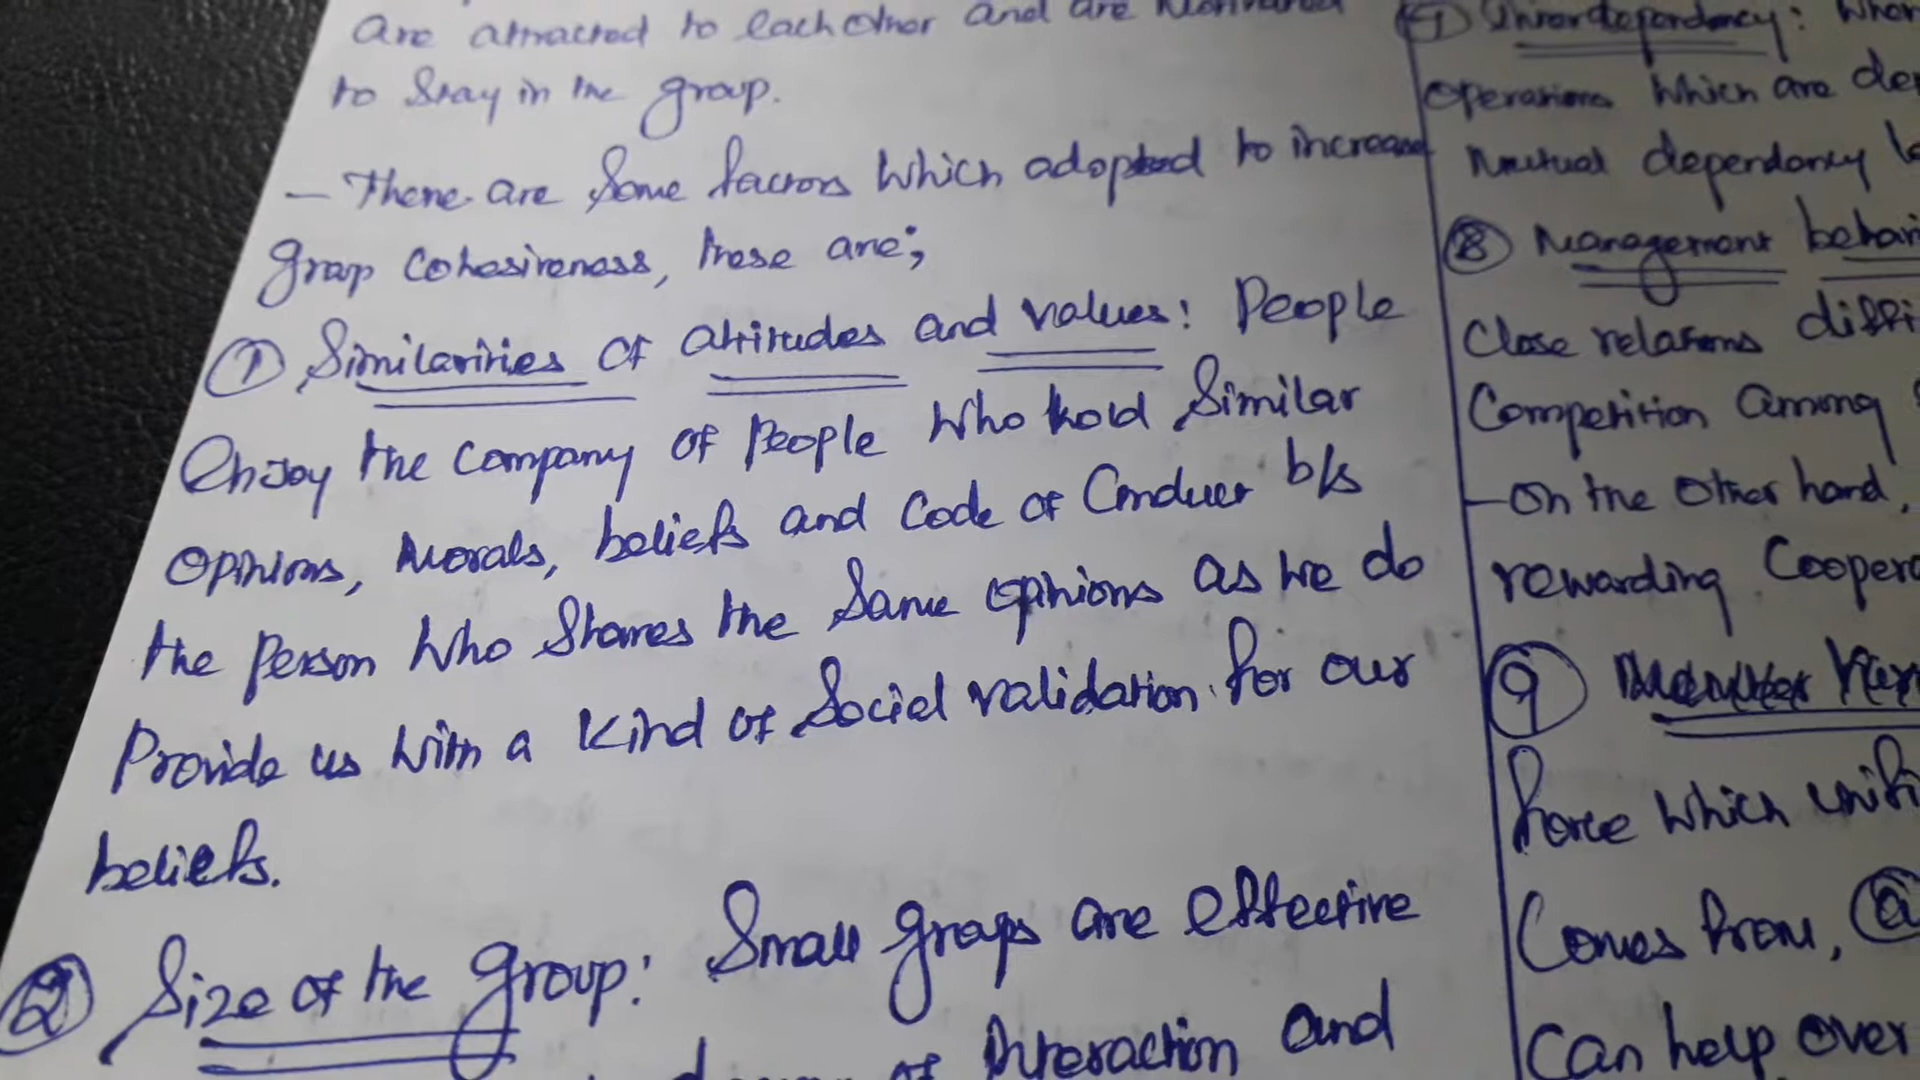 are attracted to each other and are motivated
to stay in the group.
– There are some factors which adopted to increase
group cohesiveness, these are;
① Similarities of attitudes and values: People
enjoy the company of people who hold similar
opinions, morals, beliefs and code of conduct b/s
the person who shares the same opinions as we do
provide us with a kind of social validation for our
beliefs.
② Size of the group: Small groups are effective
of interaction and
Interdependency:
operations which are
mutual dependency
⑧ Management
close relations
competition among
– On the other hand,
rewarding
⑨
force which
comes from, ⓐ
can help over